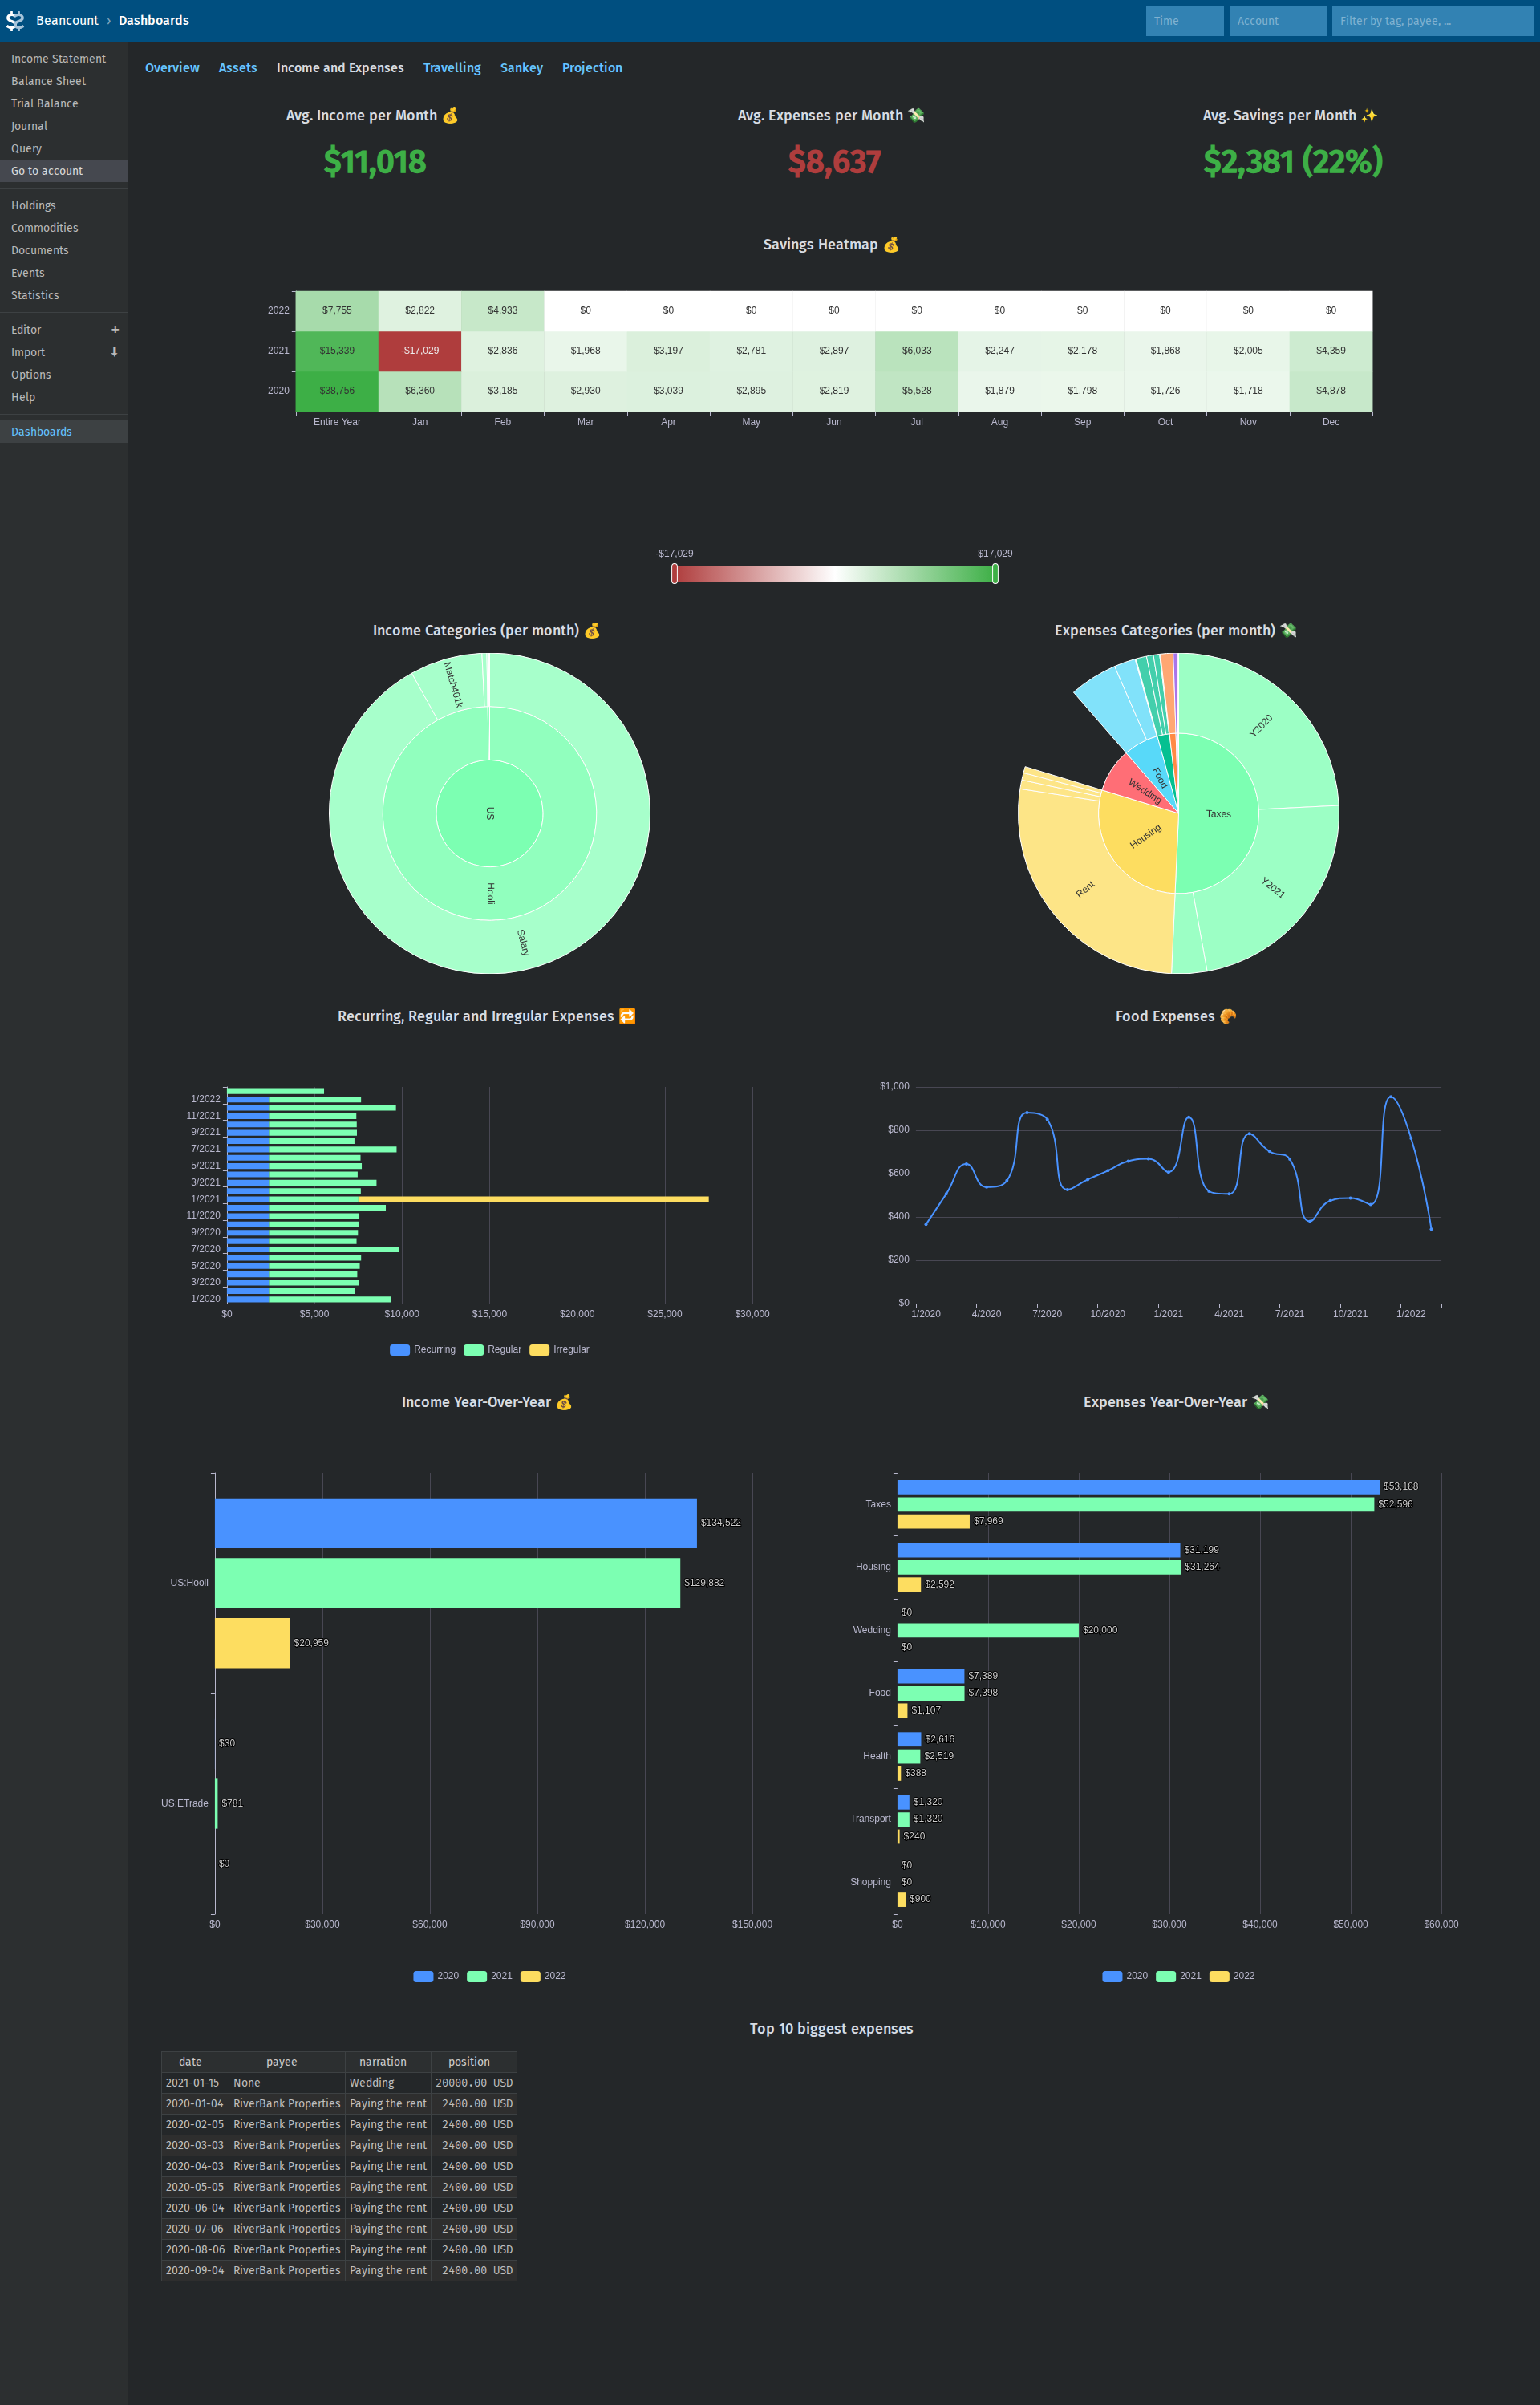 Beancount › Dashboards
Time
Account
Filter by tag, payee, ...
Income Statement
Balance Sheet
Trial Balance
Journal
Query
Go to account
Holdings
Commodities
Documents
Events
Statistics
Editor +
Import
Options
Help
Dashboards
Overview Assets Income and Expenses Travelling Sankey Projection
Avg. Income per Month 💰
$11,018
Avg. Expenses per Month 💸
$8,637
Avg. Savings per Month ✨
$2,381 (22%)
Savings Heatmap 💰
2022 $7,755 $2,822 $4,933 $0 $0 $0 $0 $0 $0 $0 $0 $0 $0
2021 $15,339 -$17,029 $2,836 $1,968 $3,197 $2,781 $2,897 $6,033 $2,247 $2,178 $1,868 $2,005 $4,359
2020 $38,756 $6,360 $3,185 $2,930 $3,039 $2,895 $2,819 $5,528 $1,879 $1,798 $1,726 $1,718 $4,878
Entire Year Jan Feb Mar Apr May Jun Jul Aug Sep Oct Nov Dec
-$17,029 $17,029
Income Categories (per month) 💰
Match401k
US
Hooli
Salary
Expenses Categories (per month) 💸
Y2020
Food
Wedding
Taxes
Housing
Rent
Y2021
Recurring, Regular and Irregular Expenses 🔁
1/2022
11/2021
9/2021
7/2021
5/2021
3/2021
1/2021
11/2020
9/2020
7/2020
5/2020
3/2020
1/2020
$0 $5,000 $10,000 $15,000 $20,000 $25,000 $30,000
Recurring Regular Irregular
Food Expenses 🥐
$1,000
$800
$600
$400
$200
$0
1/2020 4/2020 7/2020 10/2020 1/2021 4/2021 7/2021 10/2021 1/2022
Income Year-Over-Year 💰
$134,522
US:Hooli $129,882
$20,959
$30
US:ETrade $781
$0
$0 $30,000 $60,000 $90,000 $120,000 $150,000
2020 2021 2022
Expenses Year-Over-Year 💸
$53,188
Taxes $52,596
$7,969
$31,199
Housing $31,264
$2,592
$0
Wedding $20,000
$0
$7,389
Food $7,398
$1,107
$2,616
Health $2,519
$388
$1,320
Transport $1,320
$240
$0
Shopping $0
$900
$0 $10,000 $20,000 $30,000 $40,000 $50,000 $60,000
2020 2021 2022
Top 10 biggest expenses
date payee narration position
2021-01-15 None Wedding 20000.00 USD
2020-01-04 RiverBank Properties Paying the rent 2400.00 USD
2020-02-05 RiverBank Properties Paying the rent 2400.00 USD
2020-03-03 RiverBank Properties Paying the rent 2400.00 USD
2020-04-03 RiverBank Properties Paying the rent 2400.00 USD
2020-05-05 RiverBank Properties Paying the rent 2400.00 USD
2020-06-04 RiverBank Properties Paying the rent 2400.00 USD
2020-07-06 RiverBank Properties Paying the rent 2400.00 USD
2020-08-06 RiverBank Properties Paying the rent 2400.00 USD
2020-09-04 RiverBank Properties Paying the rent 2400.00 USD